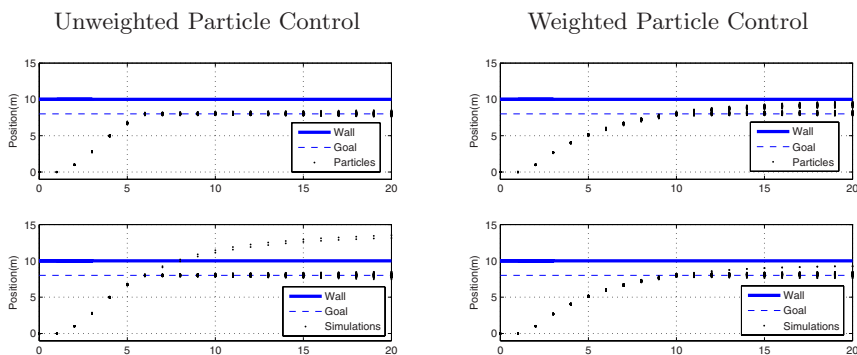 Unweighted Particle Control
Weighted Particle Control
15
10
5
0
Position(m)
0 5 10 15 20
Wall
Goal
Particles
15
10
5
0
Position(m)
0 5 10 15 20
Wall
Goal
Particles
15
10
5
0
Position(m)
0 5 10 15 20
Wall
Goal
Simulations
15
10
5
0
Position(m)
0 5 10 15 20
Wall
Goal
Simulations